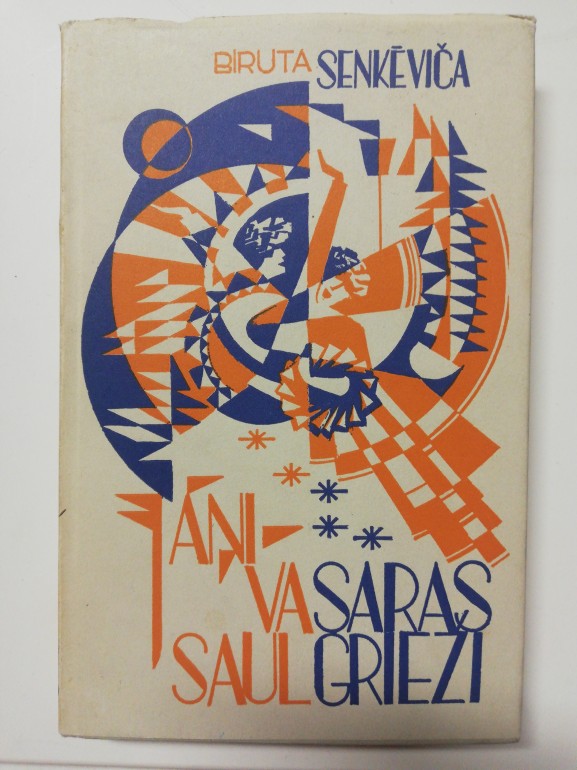 BIRUTA SENKĒVIČA
JĀŅI-
VASARAS
SAULGRIEŽI